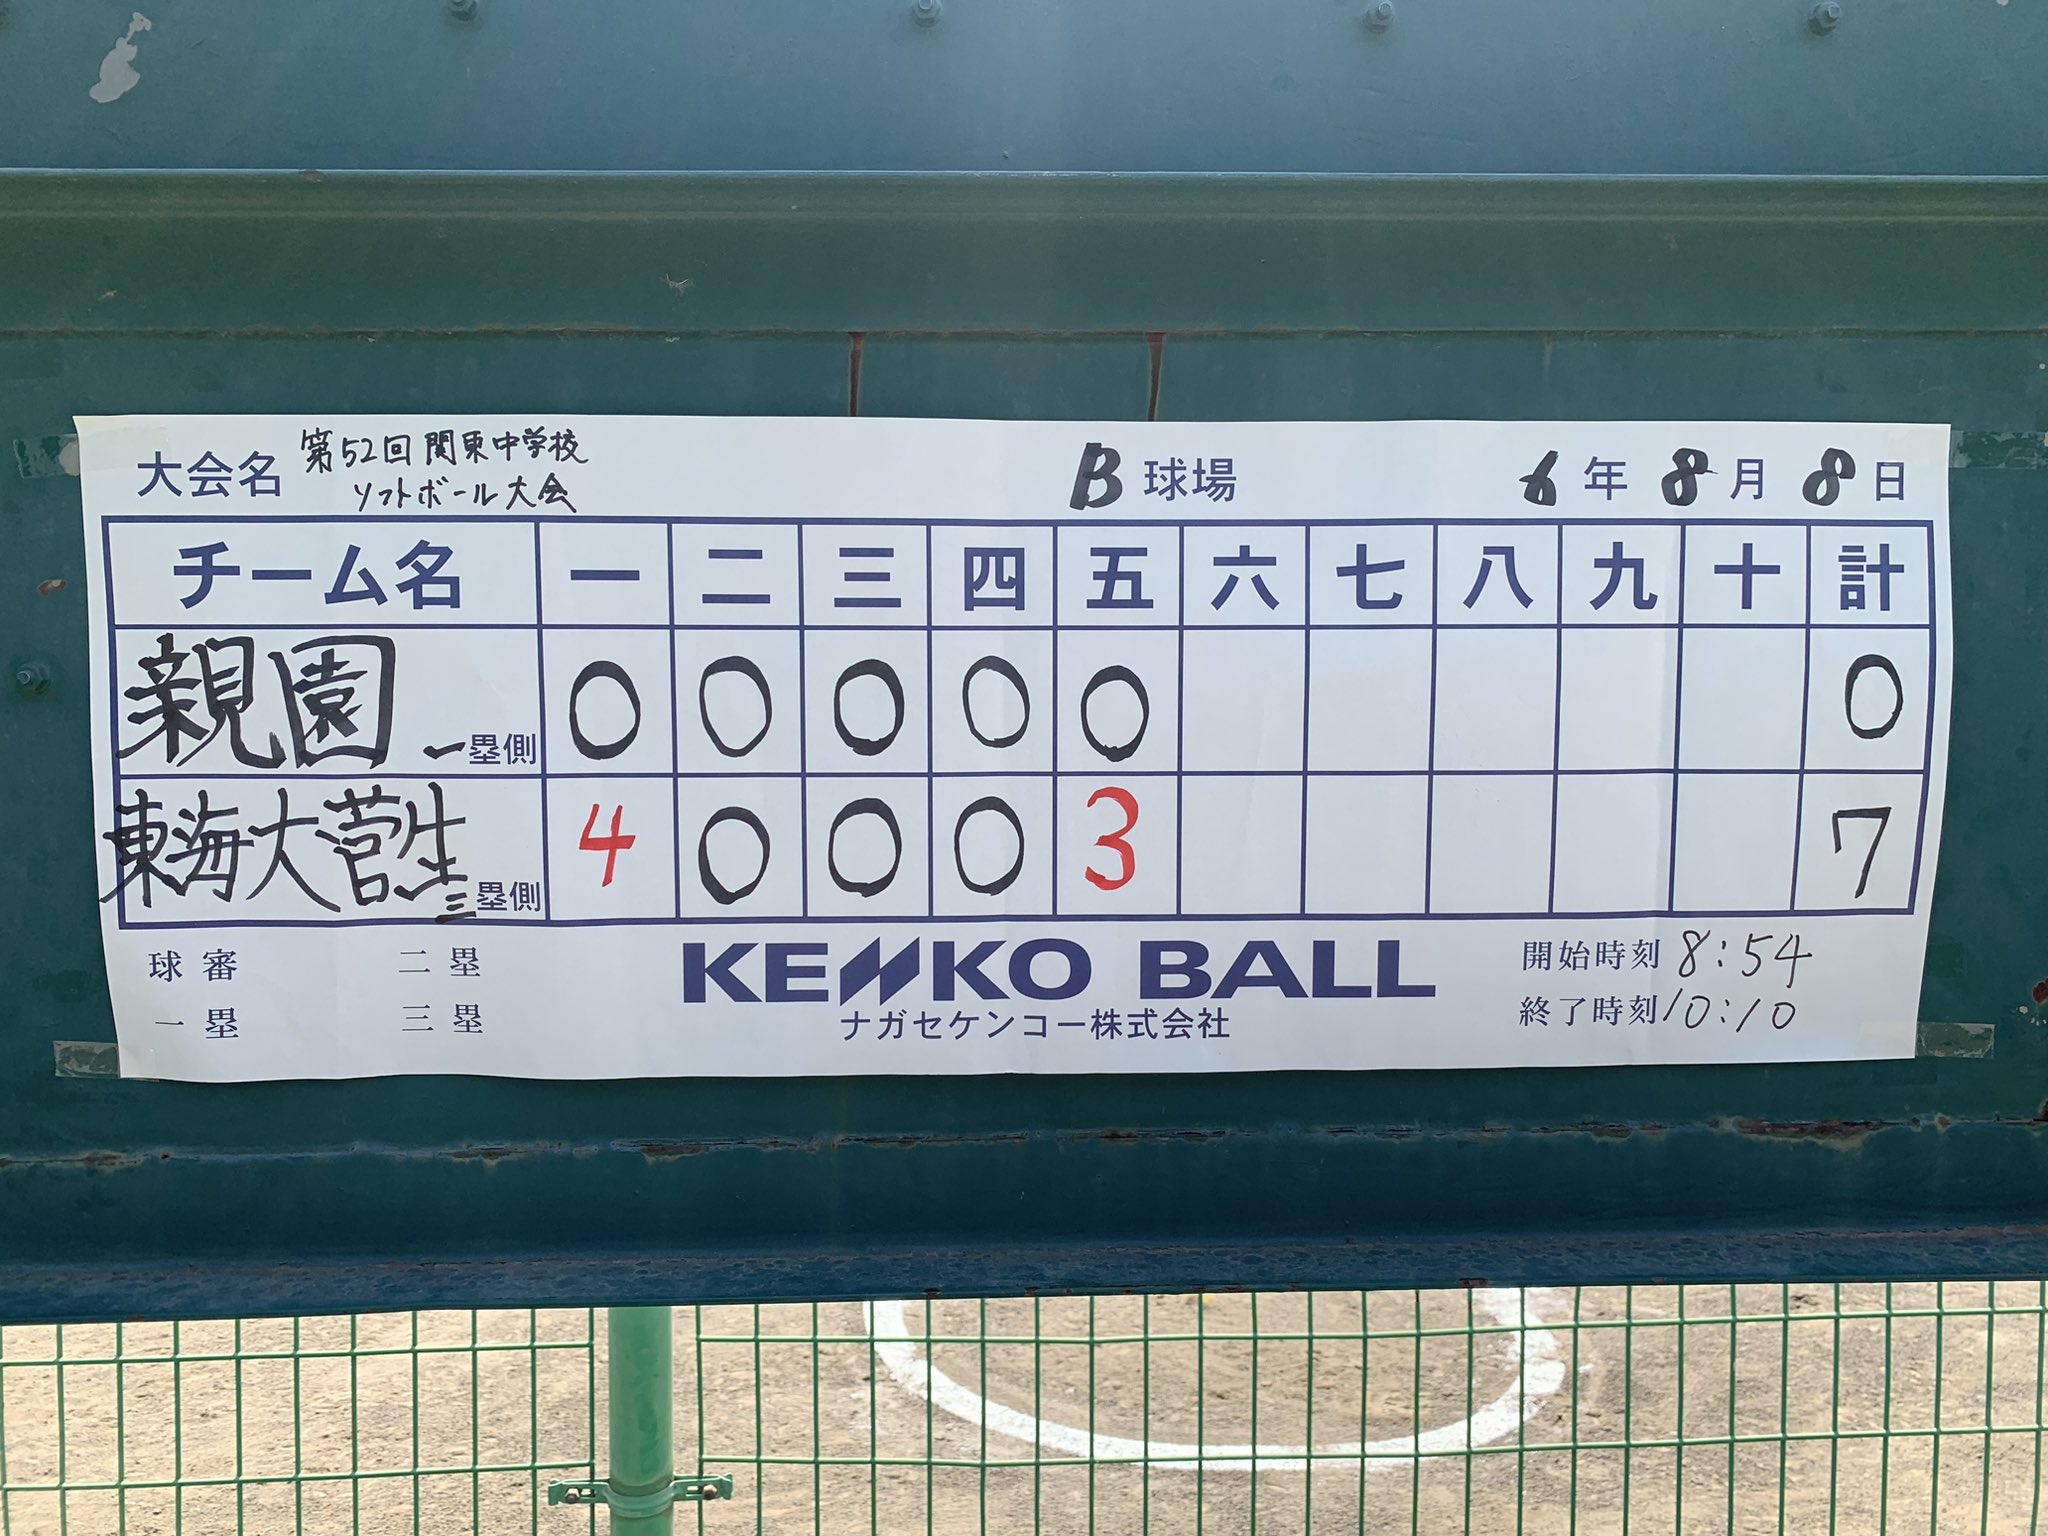 大会名 第52回関東中学校
ソフトボール大会
B 球場
6年8月8日
チーム名 一 二 三 四 五 六 七 八 九 十 計
親園 一塁側 0 0 0 0 0 0
東海大菅生 三塁側 4 0 0 0 3 7
球審 二塁
一塁 三塁
KENKO BALL
ナガセケンコー株式会社
開始時刻 8:54
終了時刻 10:10